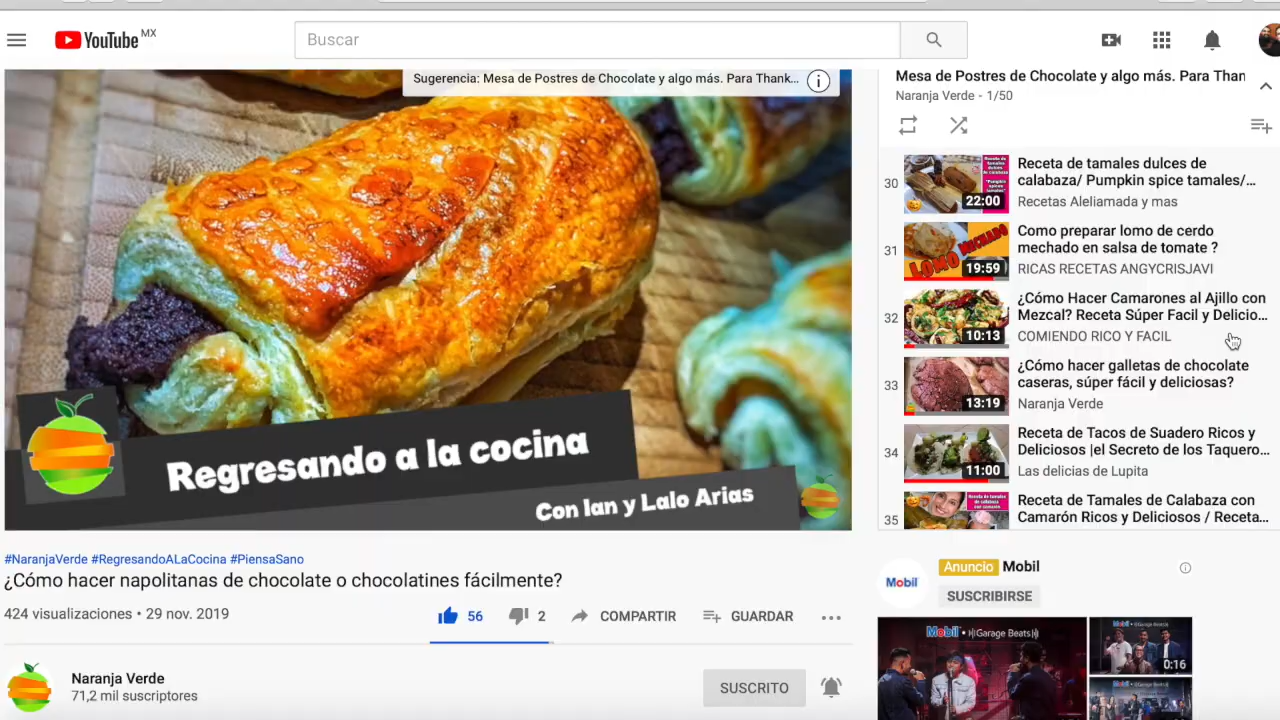 YouTube MX
Buscar
Sugerencia: Mesa de Postres de Chocolate y algo más. Para Thank...
Regresando a la cocina
Con Ian y Lalo Arias
#NaranjaVerde #RegresandoALaCocina #PiensaSano
¿Cómo hacer napolitanas de chocolate o chocolatines fácilmente?
424 visualizaciones • 29 nov. 2019
56
2
COMPARTIR
GUARDAR
Naranja Verde
71,2 mil suscriptores
SUSCRITO
Mesa de Postres de Chocolate y algo más. Para Than
Naranja Verde - 1/50
30
22:00
Receta de tamales dulces de
calabaza/ Pumpkin spice tamales/...
Recetas Aleliamada y mas
31
LOMO MECHADO
19:59
Como preparar lomo de cerdo
mechado en salsa de tomate ?
RICAS RECETAS ANGYCRISJAVI
32
10:13
¿Cómo Hacer Camarones al Ajillo con
Mezcal? Receta Súper Facil y Delicio...
COMIENDO RICO Y FACIL
33
13:19
¿Cómo hacer galletas de chocolate
caseras, súper fácil y deliciosas?
Naranja Verde
34
11:00
Receta de Tacos de Suadero Ricos y
Deliciosos |el Secreto de los Taquero...
Las delicias de Lupita
35
Receta de Tamales de Calabaza con
Camarón Ricos y Deliciosos / Receta...
Mobil
Anuncio Mobil
SUSCRIBIRSE
Mobil • Garage Beats
0:16